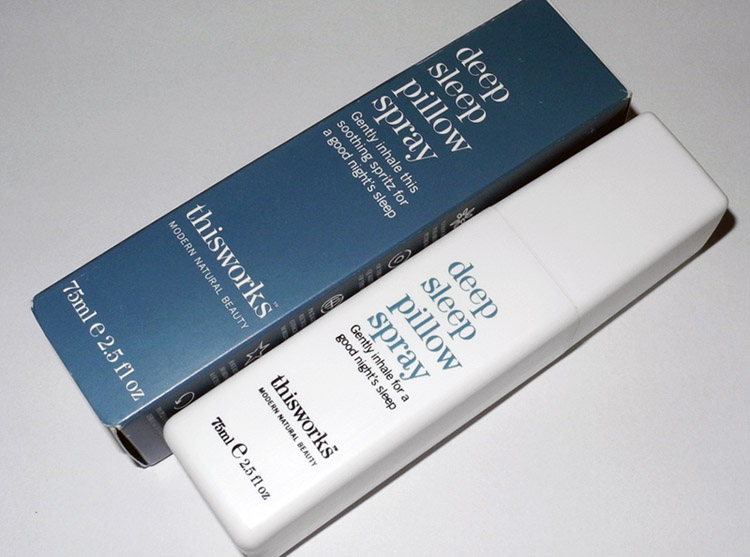 deep
sleep
pillow
spray
Gently inhale this
soothing spritz for
a good night's sleep
thisworks™
MODERN NATURAL BEAUTY
75ml e 2.5 fl oz
deep
sleep
pillow
spray
Gently inhale for a
good night's sleep
thisworks™
MODERN NATURAL BEAUTY
75ml e 2.5 fl oz